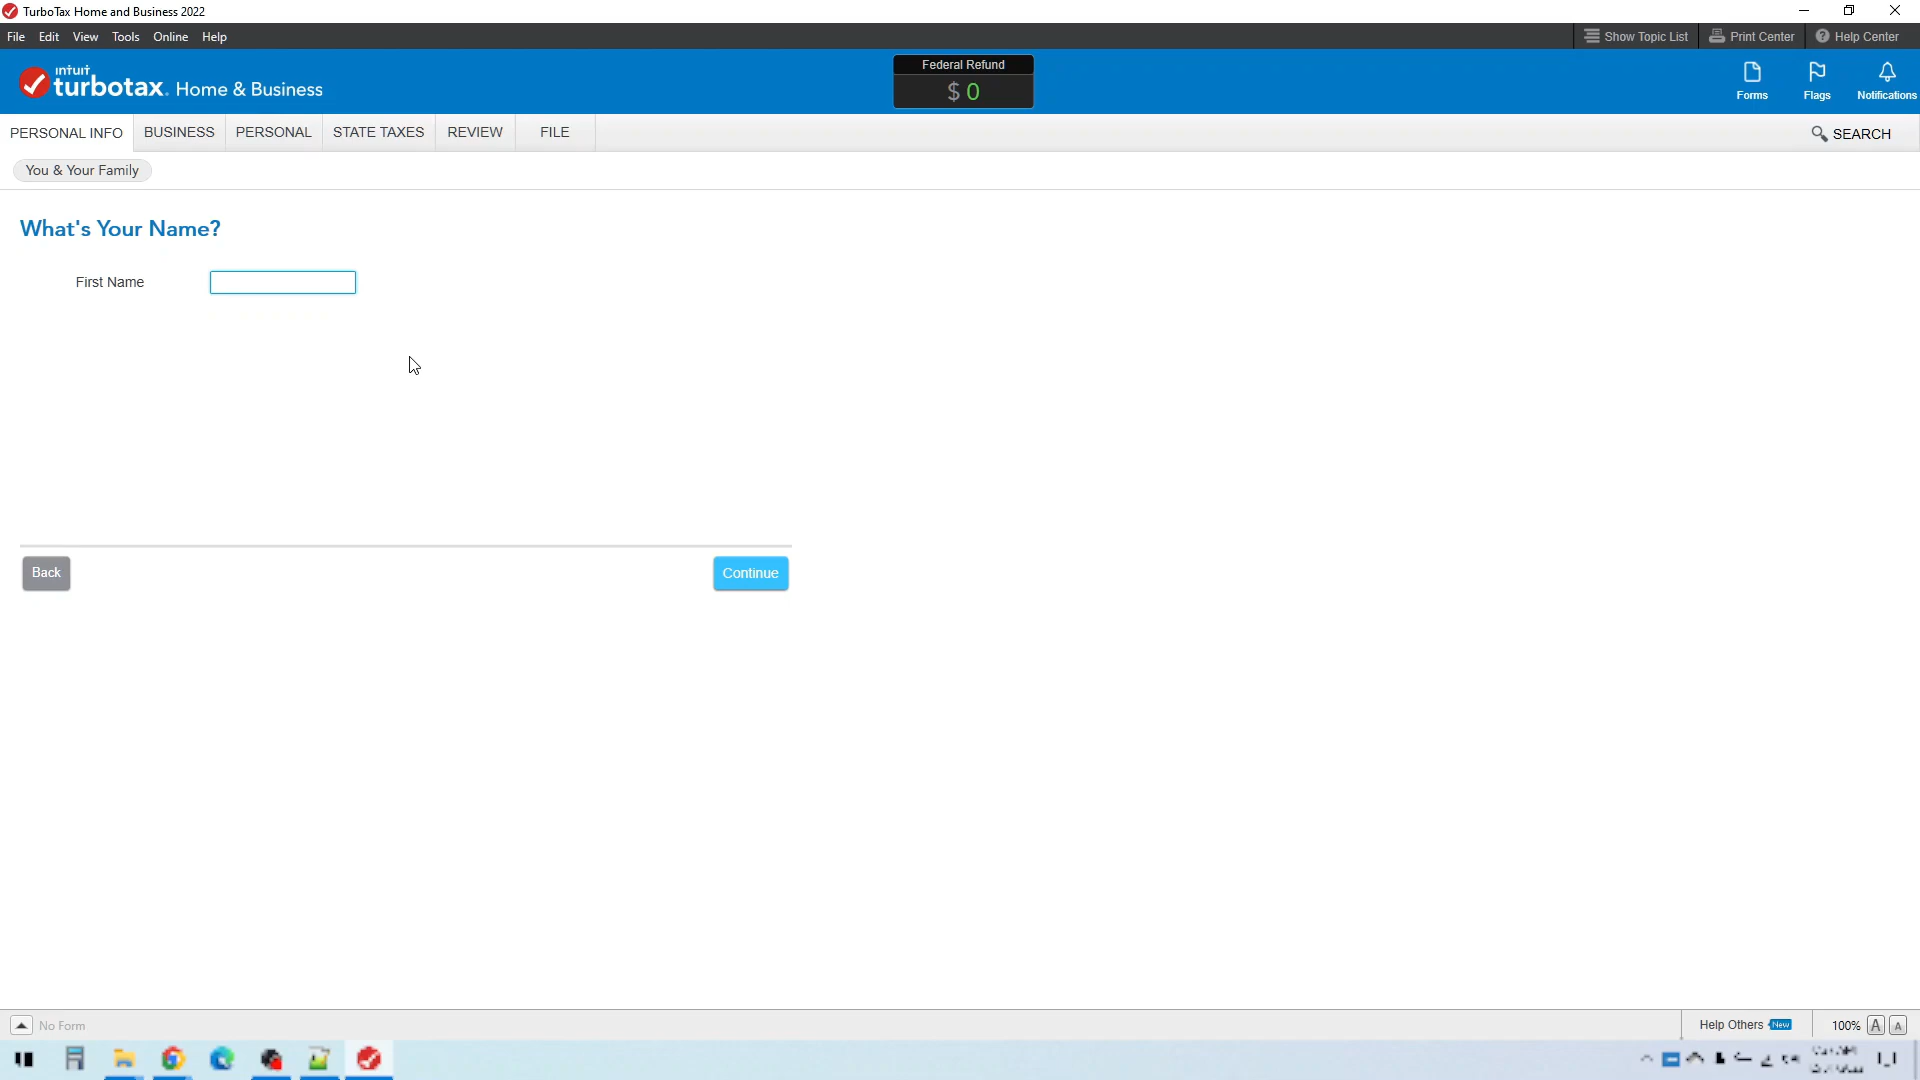 TurboTax Home and Business 2022
File Edit View Tools Online Help
Show Topic List Print Center Help Center
intuit
turbotax. Home & Business
Federal Refund
$ 0
Forms Flags Notifications
PERSONAL INFO BUSINESS PERSONAL STATE TAXES REVIEW FILE
SEARCH
You & Your Family
What's Your Name?
First Name
Back
Continue
No Form
Help Others New
100% A A